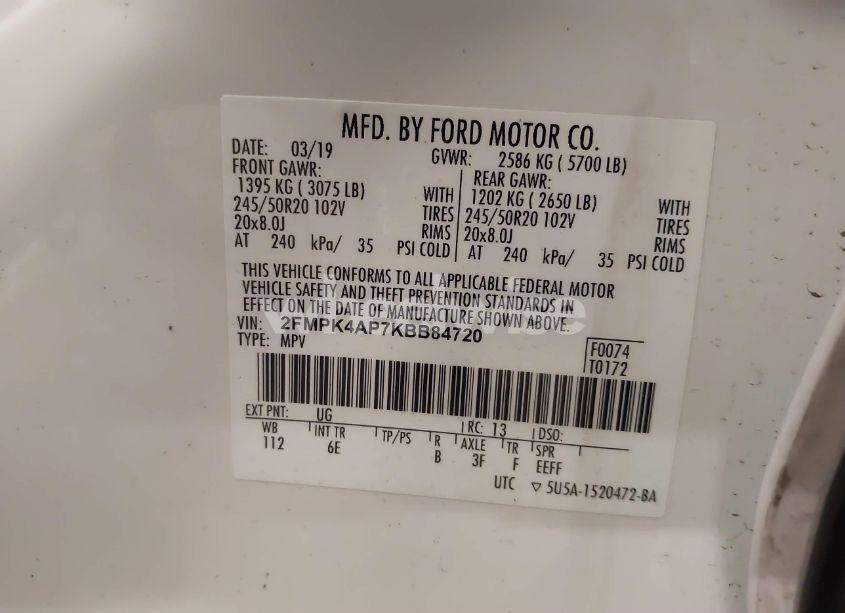 MFD. BY FORD MOTOR CO.
DATE: 03/19 GVWR: 2586 KG ( 5700 LB)
FRONT GAWR: REAR GAWR:
1395 KG ( 3075 LB) WITH 1202 KG ( 2650 LB) WITH
245/50R20 102V TIRES 245/50R20 102V TIRES
20x8.0J RIMS 20x8.0J RIMS
AT 240 kPa/ 35 PSI COLD AT 240 kPa/ 35 PSI COLD
THIS VEHICLE CONFORMS TO ALL APPLICABLE FEDERAL MOTOR
VEHICLE SAFETY AND THEFT PREVENTION STANDARDS IN
EFFECT ON THE DATE OF MANUFACTURE SHOWN ABOVE.
VIN: 2FMPK4AP7KBB84720
TYPE: MPV
F0074
T0172
EXT PNT: UG RC: 13 DSO:
WB INT TR TP/PS R AXLE TR SPR
112 6E B 3F F EEFF
UTC ▽ 5U5A-1520472-BA